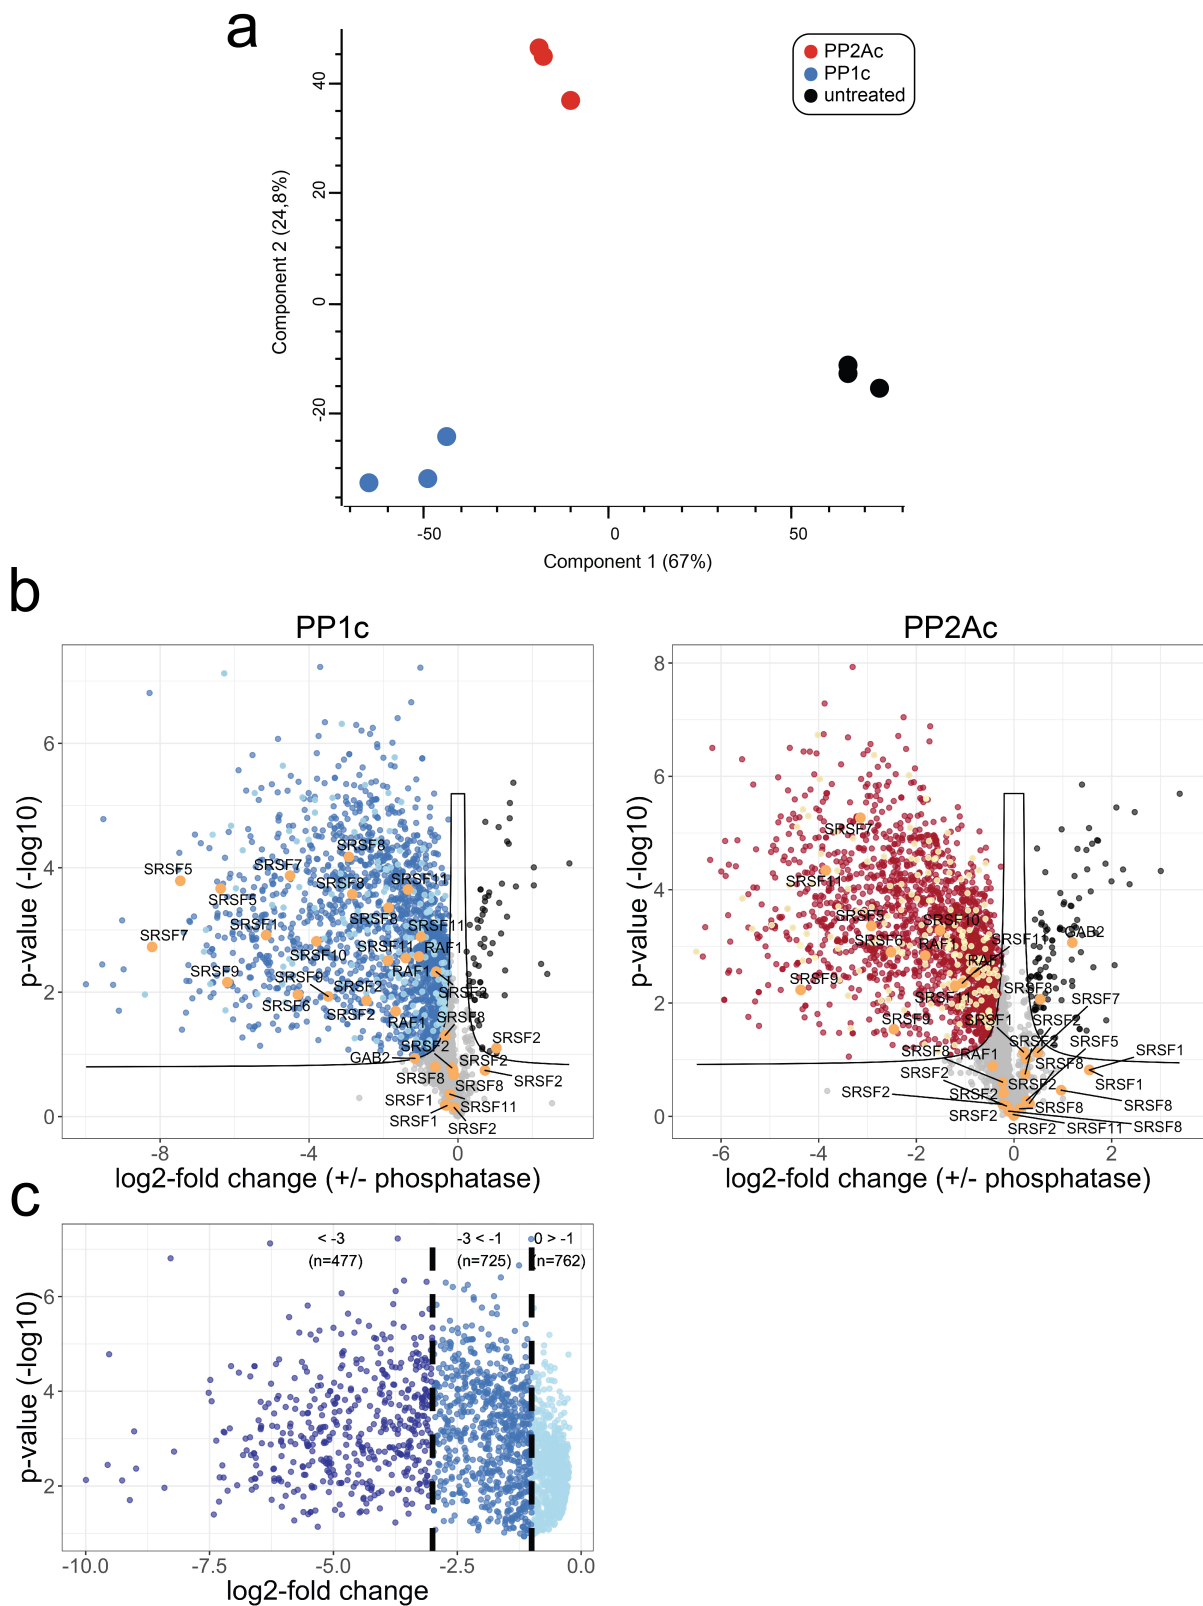 a
PP2Ac
PP1c
untreated
40
20
0
-20
Component 2 (24,8%)
-50
0
50
Component 1 (67%)
b
PP1c
6
4
2
0
p-value (-log10)
SRSF8
SRSF5
SRSF7
SRSF8
SRSF11
SRSF5
SRSF8
SRSF1
SRSF11
SRSF7
SRSF11
RAF1
SRSF10
SRSF9
SRSF9
RAF1
SRSF2
SRSF2
SRSF6
SRSF2
RAF1
SRSF8
SRSF2
SRSF2
GAB2
SRSF2
SRSF8
SRSF8
SRSF2
SRSF1
SRSF11
SRSF1
SRSF2
-8
-4
0
log2-fold change (+/- phosphatase)
PP2Ac
8
6
4
2
0
p-value (-log10)
SRSF7
SRSF11
SRSF5
SRSF10
GAB2
SRSF6
RAF1
SRSF11
RAF1
SRSF9
SRSF11
SRSF8
SRSF7
SRSF9
SRSF1
SRSF2
SRSF2
SRSF5
SRSF8
RAF1
SRSF1
SRSF8
SRSF2
SRSF2
SRSF1
SRSF2
SRSF2
SRSF8
SRSF8
SRSF2
SRSF2
SRSF11
SRSF8
-6
-4
-2
0
2
log2-fold change (+/- phosphatase)
c
< -3
(n=477)
-3 < -1
(n=725)
0 > -1
(n=762)
6
4
2
p-value (-log10)
-10.0
-7.5
-5.0
-2.5
0.0
log2-fold change